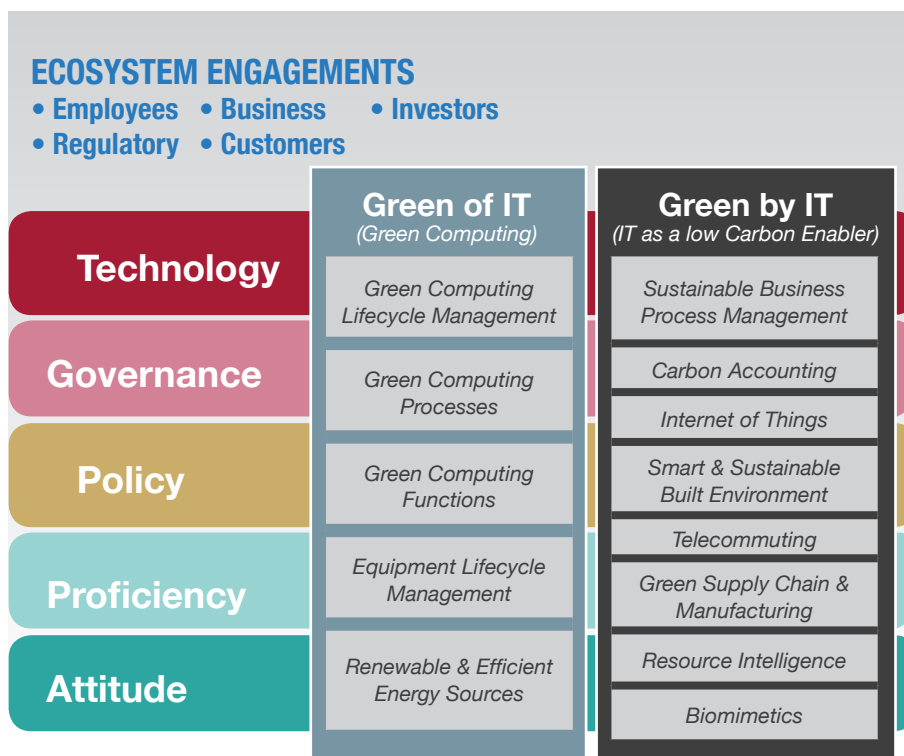 ECOSYSTEM ENGAGEMENTS
• Employees • Business • Investors
• Regulatory • Customers
Technology
Governance
Policy
Proficiency
Attitude
Green of IT
(Green Computing)
Green Computing
Lifecycle Management
Green Computing
Processes
Green Computing
Functions
Equipment Lifecycle
Management
Renewable & Efficient
Energy Sources
Green by IT
(IT as a low Carbon Enabler)
Sustainable Business
Process Management
Carbon Accounting
Internet of Things
Smart & Sustainable
Built Environment
Telecommuting
Green Supply Chain &
Manufacturing
Resource Intelligence
Biomimetics